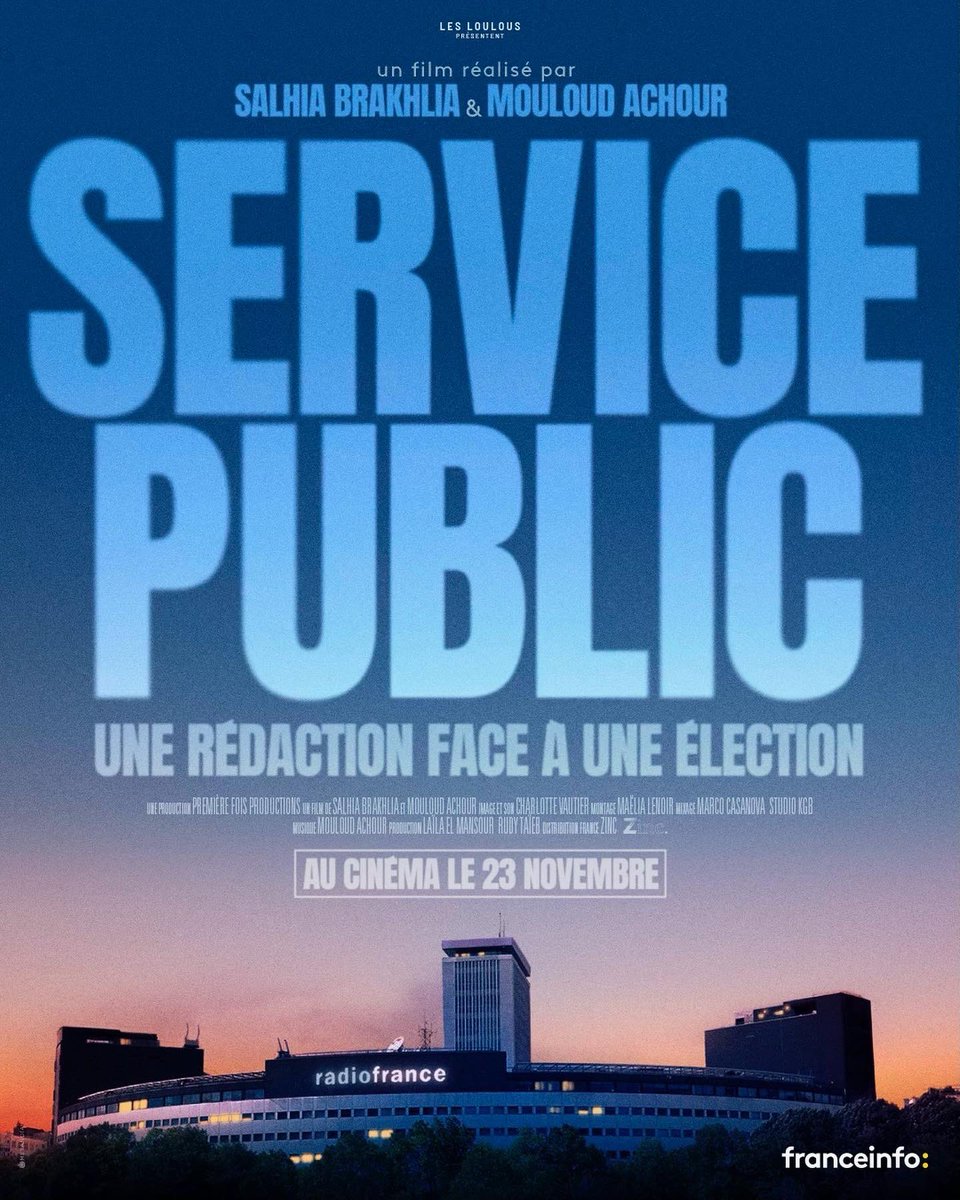 LES LOULOUS
PRÉSENTENT
un film réalisé par
SALHIA BRAKHLIA & MOULOUD ACHOUR
SERVICE
PUBLIC
UNE RÉDACTION FACE À UNE ÉLECTION
UNE PRODUCTION PREMIÈRE FOIS PRODUCTIONS UN FILM DE SALHIA BRAKHLIA ET MOULOUD ACHOUR IMAGE ET SON CHARLOTTE VAUTIER MONTAGE MAËLIA LENOIR MIXAGE MARCO CASANOVA STUDIO KGB
MUSIQUE MOULOUD ACHOUR PRODUCTION LAÏLA EL MANSOUR RUDY TAÏEB DISTRIBUTION FRANCE ZINC Zinc.
AU CINÉMA LE 23 NOVEMBRE
radiofrance
franceinfo: